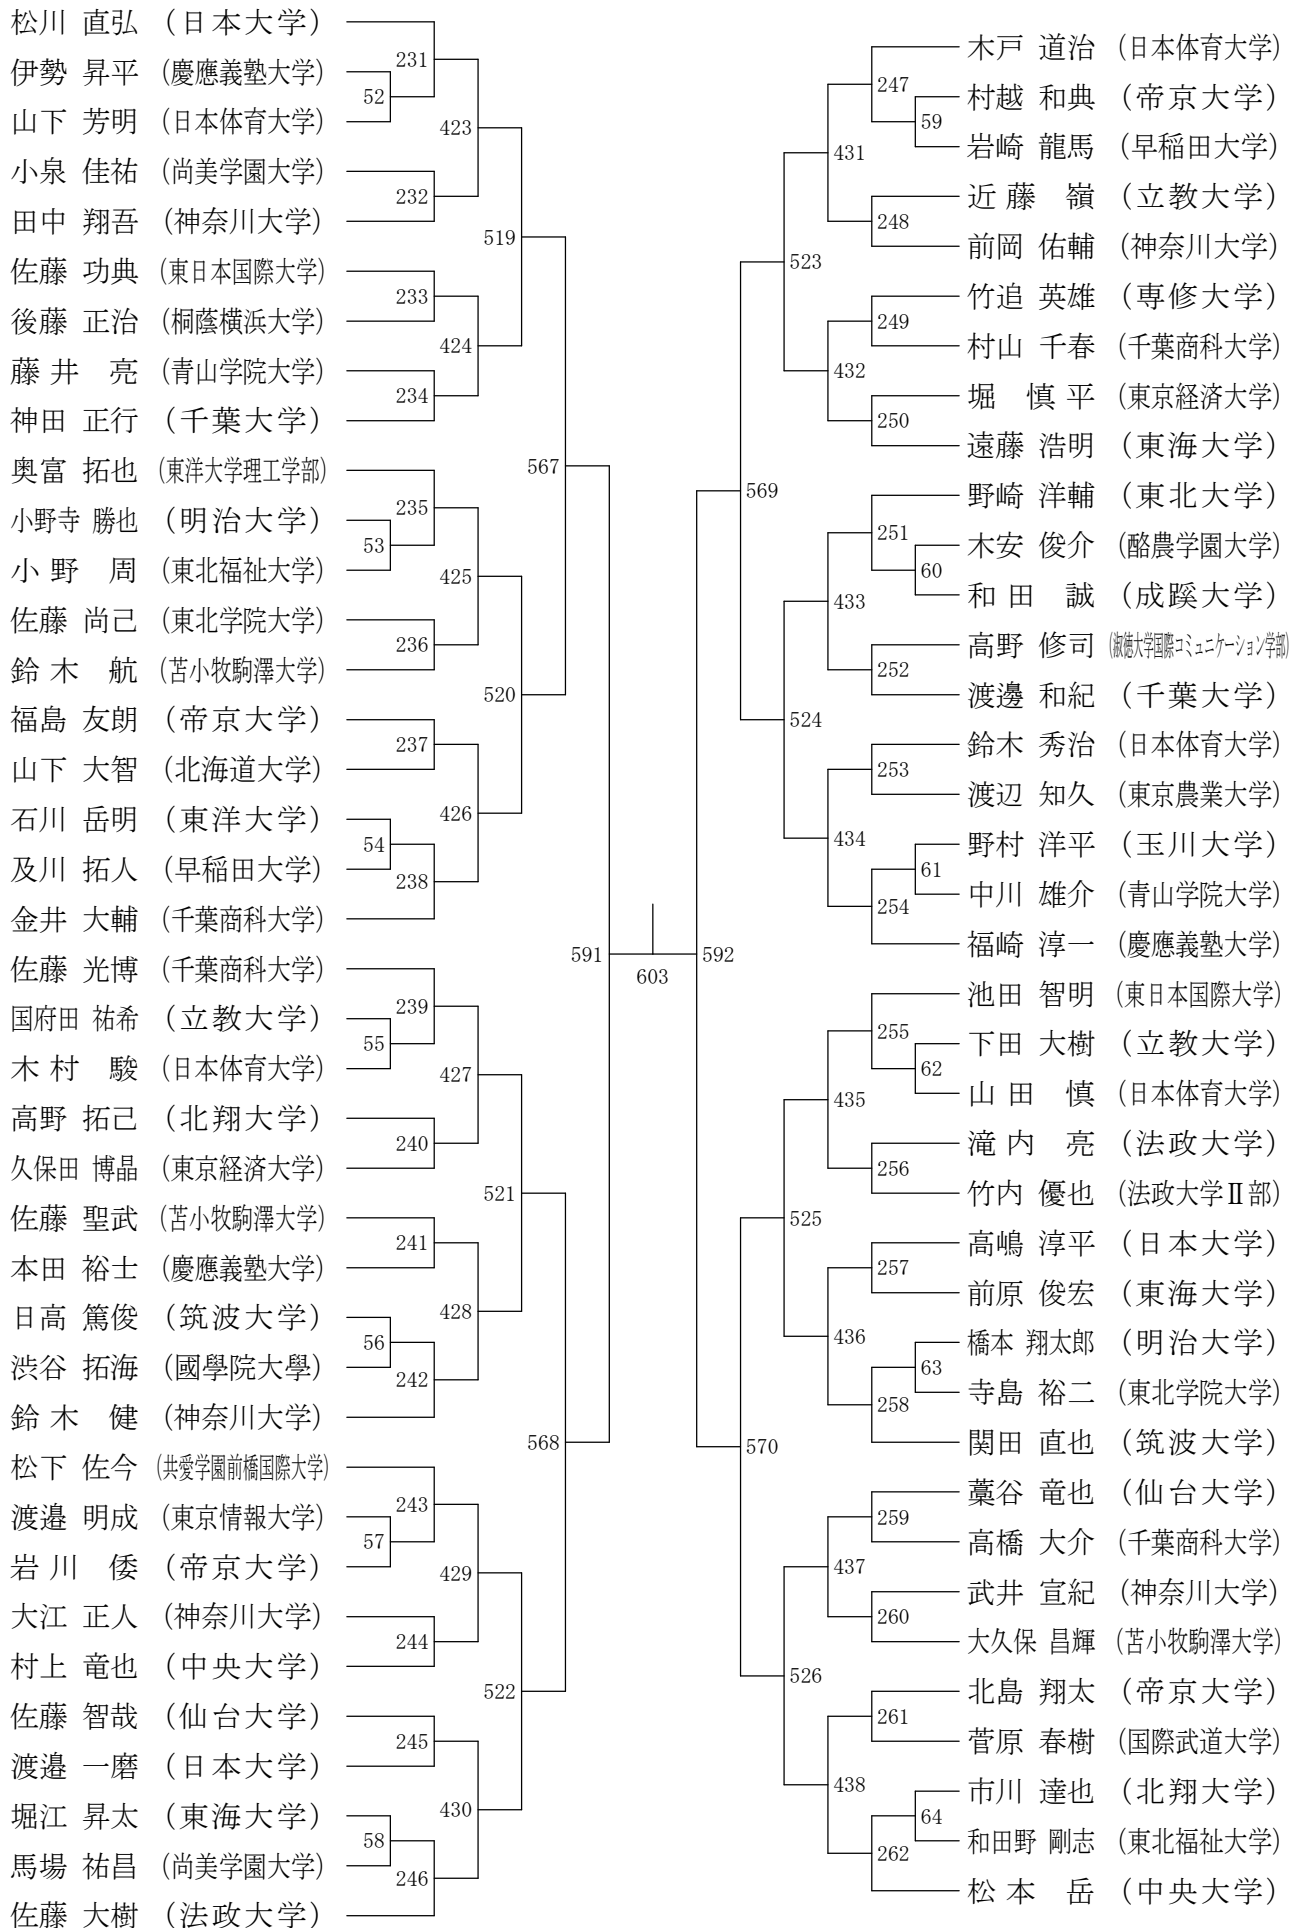 松川 直弘 (日本大学)
伊勢 昇平 (慶應義塾大学)
山下 芳明 (日本体育大学)
小泉 佳祐 (尚美学園大学)
田中 翔吾 (神奈川大学)
佐藤 功典 (東日本国際大学)
後藤 正治 (桐蔭横浜大学)
藤井 亮 (青山学院大学)
神田 正行 (千葉大学)
奥富 拓也 (東洋大学理工学部)
小野寺 勝也 (明治大学)
小野 周 (東北福祉大学)
佐藤 尚己 (東北学院大学)
鈴木 航 (苫小牧駒澤大学)
福島 友朗 (帝京大学)
山下 大智 (北海道大学)
石川 岳明 (東洋大学)
及川 拓人 (早稲田大学)
金井 大輔 (千葉商科大学)
佐藤 光博 (千葉商科大学)
国府田 祐希 (立教大学)
木村 駿 (日本体育大学)
高野 拓己 (北翔大学)
久保田 博晶 (東京経済大学)
佐藤 聖武 (苫小牧駒澤大学)
本田 裕士 (慶應義塾大学)
日高 篤俊 (筑波大学)
渋谷 拓海 (國學院大學)
鈴木 健 (神奈川大学)
松下 佐今 (共愛学園前橋国際大学)
渡邉 明成 (東京情報大学)
岩川 倭 (帝京大学)
大江 正人 (神奈川大学)
村上 竜也 (中央大学)
佐藤 智哉 (仙台大学)
渡邉 一磨 (日本大学)
堀江 昇太 (東海大学)
馬場 祐昌 (尚美学園大学)
佐藤 大樹 (法政大学)
52
53
54
55
56
57
58
231
232
233
234
235
236
237
238
239
240
241
242
243
244
245
246
423
424
425
426
427
428
429
430
519
520
521
522
567
568
591
603
592
569
570
523
524
525
526
431
432
433
434
435
436
437
438
247
248
249
250
251
252
253
254
255
256
257
258
259
260
261
262
59
60
61
62
63
64
木戸 道治 (日本体育大学)
村越 和典 (帝京大学)
岩崎 龍馬 (早稲田大学)
近藤 嶺 (立教大学)
前岡 佑輔 (神奈川大学)
竹追 英雄 (専修大学)
村山 千春 (千葉商科大学)
堀 慎平 (東京経済大学)
遠藤 浩明 (東海大学)
野崎 洋輔 (東北大学)
木安 俊介 (酪農学園大学)
和田 誠 (成蹊大学)
高野 修司 (淑徳大学国際コミュニケーション学部)
渡邊 和紀 (千葉大学)
鈴木 秀治 (日本体育大学)
渡辺 知久 (東京農業大学)
野村 洋平 (玉川大学)
中川 雄介 (青山学院大学)
福崎 淳一 (慶應義塾大学)
池田 智明 (東日本国際大学)
下田 大樹 (立教大学)
山田 慎 (日本体育大学)
滝内 亮 (法政大学)
竹内 優也 (法政大学Ⅱ部)
高嶋 淳平 (日本大学)
前原 俊宏 (東海大学)
橋本 翔太郎 (明治大学)
寺島 裕二 (東北学院大学)
関田 直也 (筑波大学)
藁谷 竜也 (仙台大学)
高橋 大介 (千葉商科大学)
武井 宣紀 (神奈川大学)
大久保 昌輝 (苫小牧駒澤大学)
北島 翔太 (帝京大学)
菅原 春樹 (国際武道大学)
市川 達也 (北翔大学)
和田野 剛志 (東北福祉大学)
松本 岳 (中央大学)